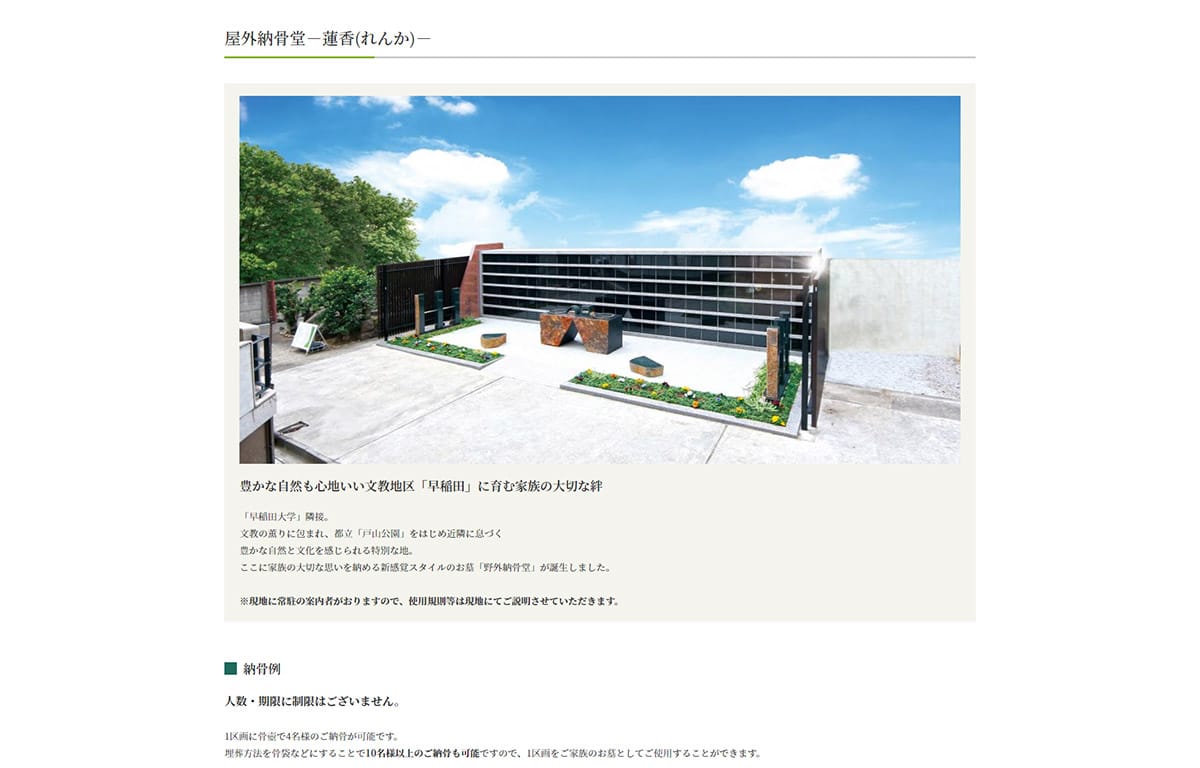 屋外納骨堂－蓮香(れんか)－
豊かな自然も心地いい文教地区「早稲田」に育む家族の大切な絆
「早稲田大学」隣接。
文教の薫りに包まれ、都立「戸山公園」をはじめ近隣に息づく
豊かな自然と文化を感じられる特別な地。
ここに家族の大切な思いを納める新感覚スタイルのお墓「野外納骨堂」が誕生しました。
※現地に常駐の案内者がおりますので、使用規則等は現地にてご説明させていただきます。
納骨例
人数・期限に制限はございません。
1区画に骨壺で4名様のご納骨が可能です。
埋葬方法を骨袋などにすることで10名様以上のご納骨も可能ですので、1区画をご家族のお墓としてご使用することができます。